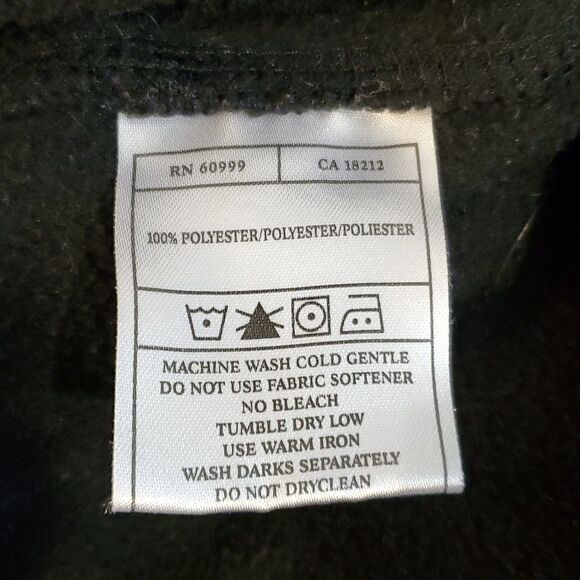 RN 60999 CA 18212
100% POLYESTER/POLYESTER/POLIESTER
MACHINE WASH COLD GENTLE
DO NOT USE FABRIC SOFTENER
NO BLEACH
TUMBLE DRY LOW
USE WARM IRON
WASH DARKS SEPARATELY
DO NOT DRYCLEAN